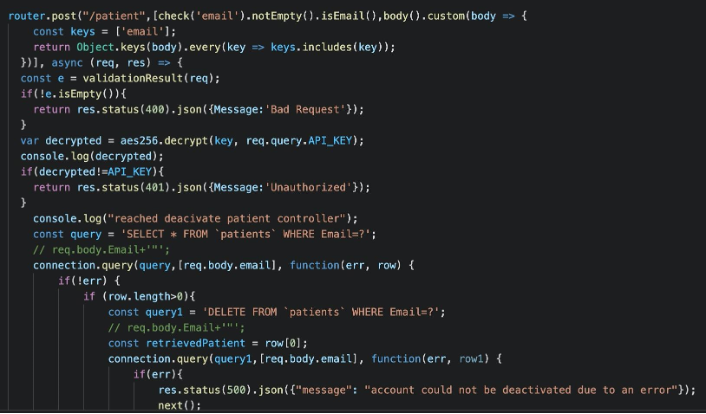 router.post("/patient",[check('email').notEmpty().isEmail(),body().custom(body => {
const keys = ['email'];
return Object.keys(body).every(key => keys.includes(key));
})], async (req, res) => {
const e = validationResult(req);
if(!e.isEmpty()){
return res.status(400).json({Message:'Bad Request'});
}
var decrypted = aes256.decrypt(key, req.query.API_KEY);
console.log(decrypted);
if(decrypted!=API_KEY){
return res.status(401).json({Message:'Unauthorized'});
}
console.log("reached deacivate patient controller");
const query = 'SELECT * FROM `patients` WHERE Email=?';
// req.body.Email+'"';
connection.query(query,[req.body.email], function(err, row) {
if(!err) {
if (row.length>0){
const query1 = 'DELETE FROM `patients` WHERE Email=?';
// req.body.Email+'"';
const retrievedPatient = row[0];
connection.query(query1,[req.body.email], function(err, row1) {
if(err){
res.status(500).json({"message": "account could not be deactivated due to an error"});
next();